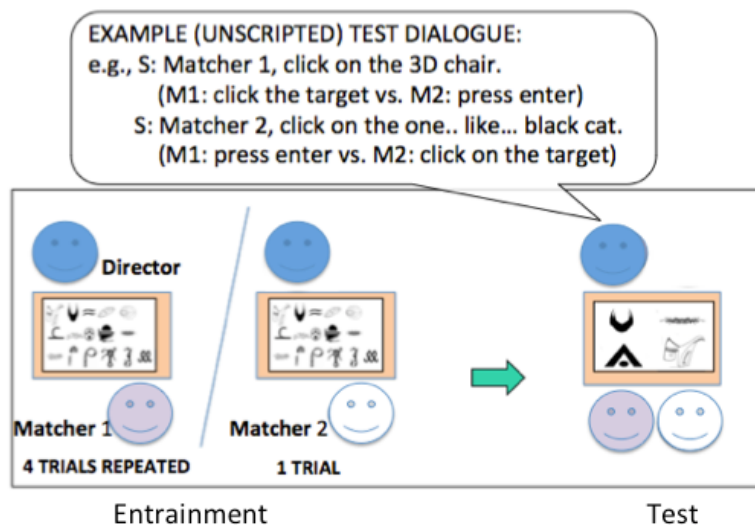 EXAMPLE (UNSCRIPTED) TEST DIALOGUE:
e.g., S: Matcher 1, click on the 3D chair.
(M1: click the target vs. M2: press enter)
S: Matcher 2, click on the one.. like… black cat.
(M1: press enter vs. M2: click on the target)
Director
Matcher 1
4 TRIALS REPEATED
Matcher 2
1 TRIAL
Entrainment
Test